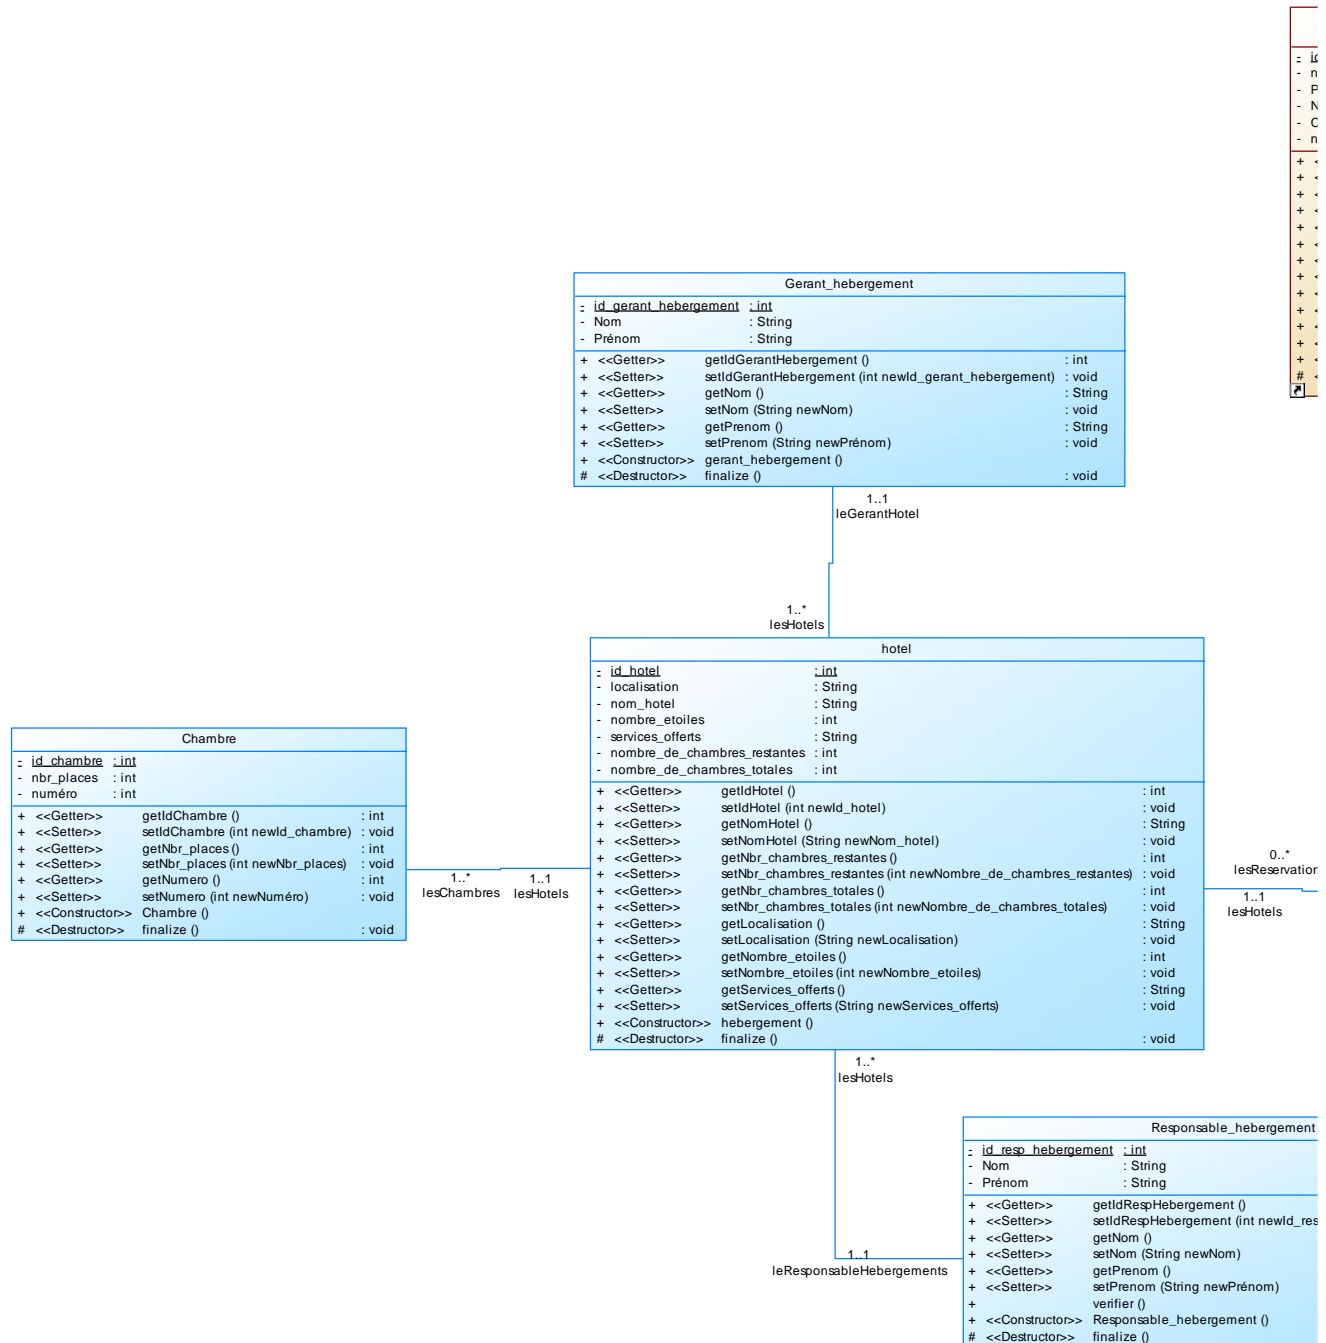 Gerant_hebergement
- id_gerant_hebergement : int
- Nom : String
- Prénom : String
+ <<Getter>> getIdGerantHebergement () : int
+ <<Setter>> setIdGerantHebergement (int newId_gerant_hebergement) : void
+ <<Getter>> getNom () : String
+ <<Setter>> setNom (String newNom) : void
+ <<Getter>> getPrenom () : String
+ <<Setter>> setPrenom (String newPrénom) : void
+ <<Constructor>> gerant_hebergement ()
# <<Destructor>> finalize () : void
1..1
leGerantHotel
1..*
lesHotels
hotel
- id_hotel : int
- localisation : String
- nom_hotel : String
- nombre_etoiles : int
- services_offerts : String
- nombre_de_chambres_restantes : int
- nombre_de_chambres_totales : int
+ <<Getter>> getIdHotel () : int
+ <<Setter>> setIdHotel (int newId_hotel) : void
+ <<Getter>> getNomHotel () : String
+ <<Setter>> setNomHotel (String newNom_hotel) : void
+ <<Getter>> getNbr_chambres_restantes () : int
+ <<Setter>> setNbr_chambres_restantes (int newNombre_de_chambres_restantes) : void
+ <<Getter>> getNbr_chambres_totales () : int
+ <<Setter>> setNbr_chambres_totales (int newNombre_de_chambres_totales) : void
+ <<Getter>> getLocalisation () : String
+ <<Setter>> setLocalisation (String newLocalisation) : void
+ <<Getter>> getNombre_etoiles () : int
+ <<Setter>> setNombre_etoiles (int newNombre_etoiles) : void
+ <<Getter>> getServices_offerts () : String
+ <<Setter>> setServices_offerts (String newServices_offerts) : void
+ <<Constructor>> hebergement ()
# <<Destructor>> finalize () : void
Chambre
- id_chambre : int
- nbr_places : int
- numéro : int
+ <<Getter>> getIdChambre () : int
+ <<Setter>> setIdChambre (int newId_chambre) : void
+ <<Getter>> getNbr_places () : int
+ <<Setter>> setNbr_places (int newNbr_places) : void
+ <<Getter>> getNumero () : int
+ <<Setter>> setNumero (int newNuméro) : void
+ <<Constructor>> Chambre ()
# <<Destructor>> finalize () : void
1..*
lesChambres
1..1
lesHotels
0..*
lesReservation
1..1
lesHotels
1..*
lesHotels
1..1
leResponsableHebergements
Responsable_hebergement
- id_resp_hebergement : int
- Nom : String
- Prénom : String
+ <<Getter>> getIdRespHebergement ()
+ <<Setter>> setIdRespHebergement (int newId_res
+ <<Getter>> getNom ()
+ <<Setter>> setNom (String newNom)
+ <<Getter>> getPrenom ()
+ <<Setter>> setPrenom (String newPrénom)
+ verifier ()
+ <<Constructor>> Responsable_hebergement ()
# <<Destructor>> finalize ()